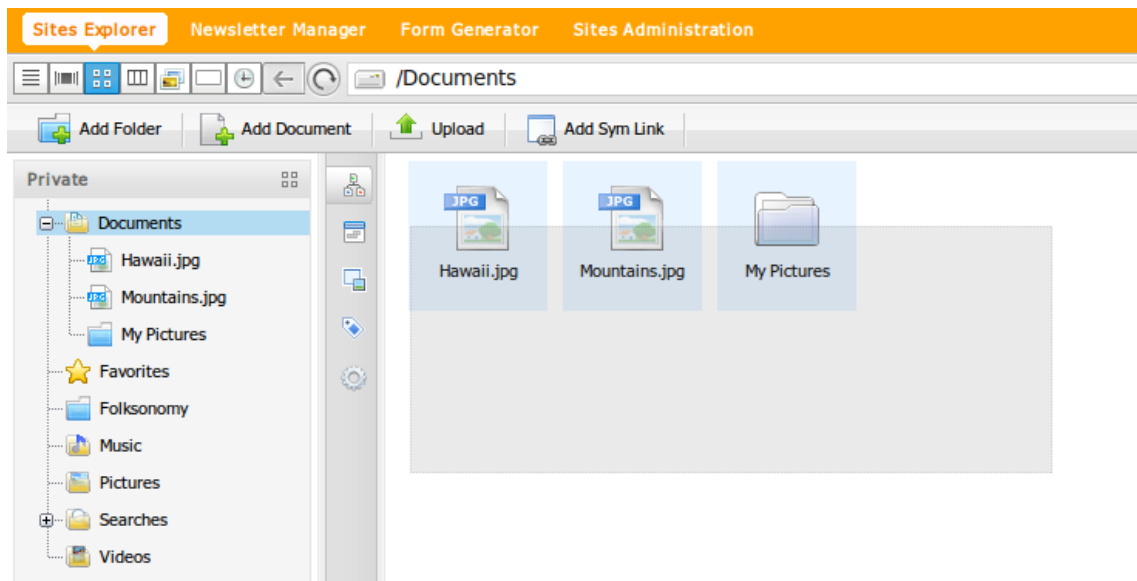 Sites Explorer Newsletter Manager Form Generator Sites Administration
/Documents
Add Folder Add Document Upload Add Sym Link
Private
Documents
Hawaii.jpg
Mountains.jpg
My Pictures
Favorites
Folksonomy
Music
Pictures
Searches
Videos
JPG JPG
Hawaii.jpg Mountains.jpg My Pictures